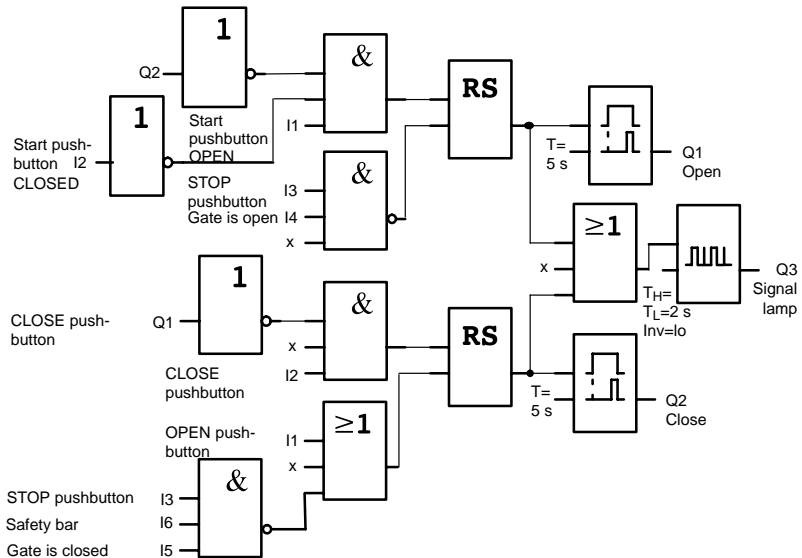 1
&
Q2
RS
1
Start
pushbutton
OPEN
I1
Start push-
button I2
CLOSED
T=
5 s
Q1
Open
STOP
pushbutton
Gate is open
&
I3
I4
x
≥1
x
Q3
Signal
lamp
TH=
TL=2 s
Inv=lo
1
&
RS
CLOSE push-
button
Q1
x
I2
CLOSE
pushbutton
T=
5 s
Q2
Close
≥1
OPEN push-
button
I1
x
&
STOP pushbutton I3
Safety bar I6
Gate is closed I5